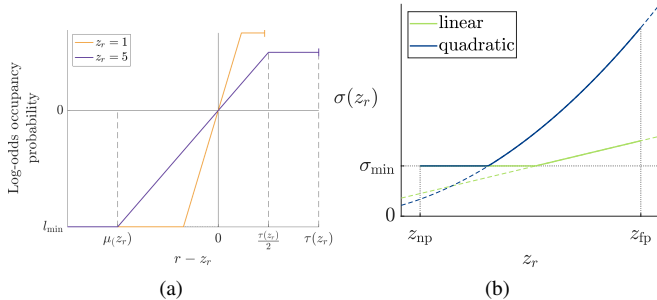 z_r = 1
z_r = 5
Log-odds occupancy
probability
0
l_min
μ(z_r)
0
τ(z_r)/2
τ(z_r)
r − z_r
(a)
linear
quadratic
σ(z_r)
σ_min
0
z_np
z_fp
z_r
(b)